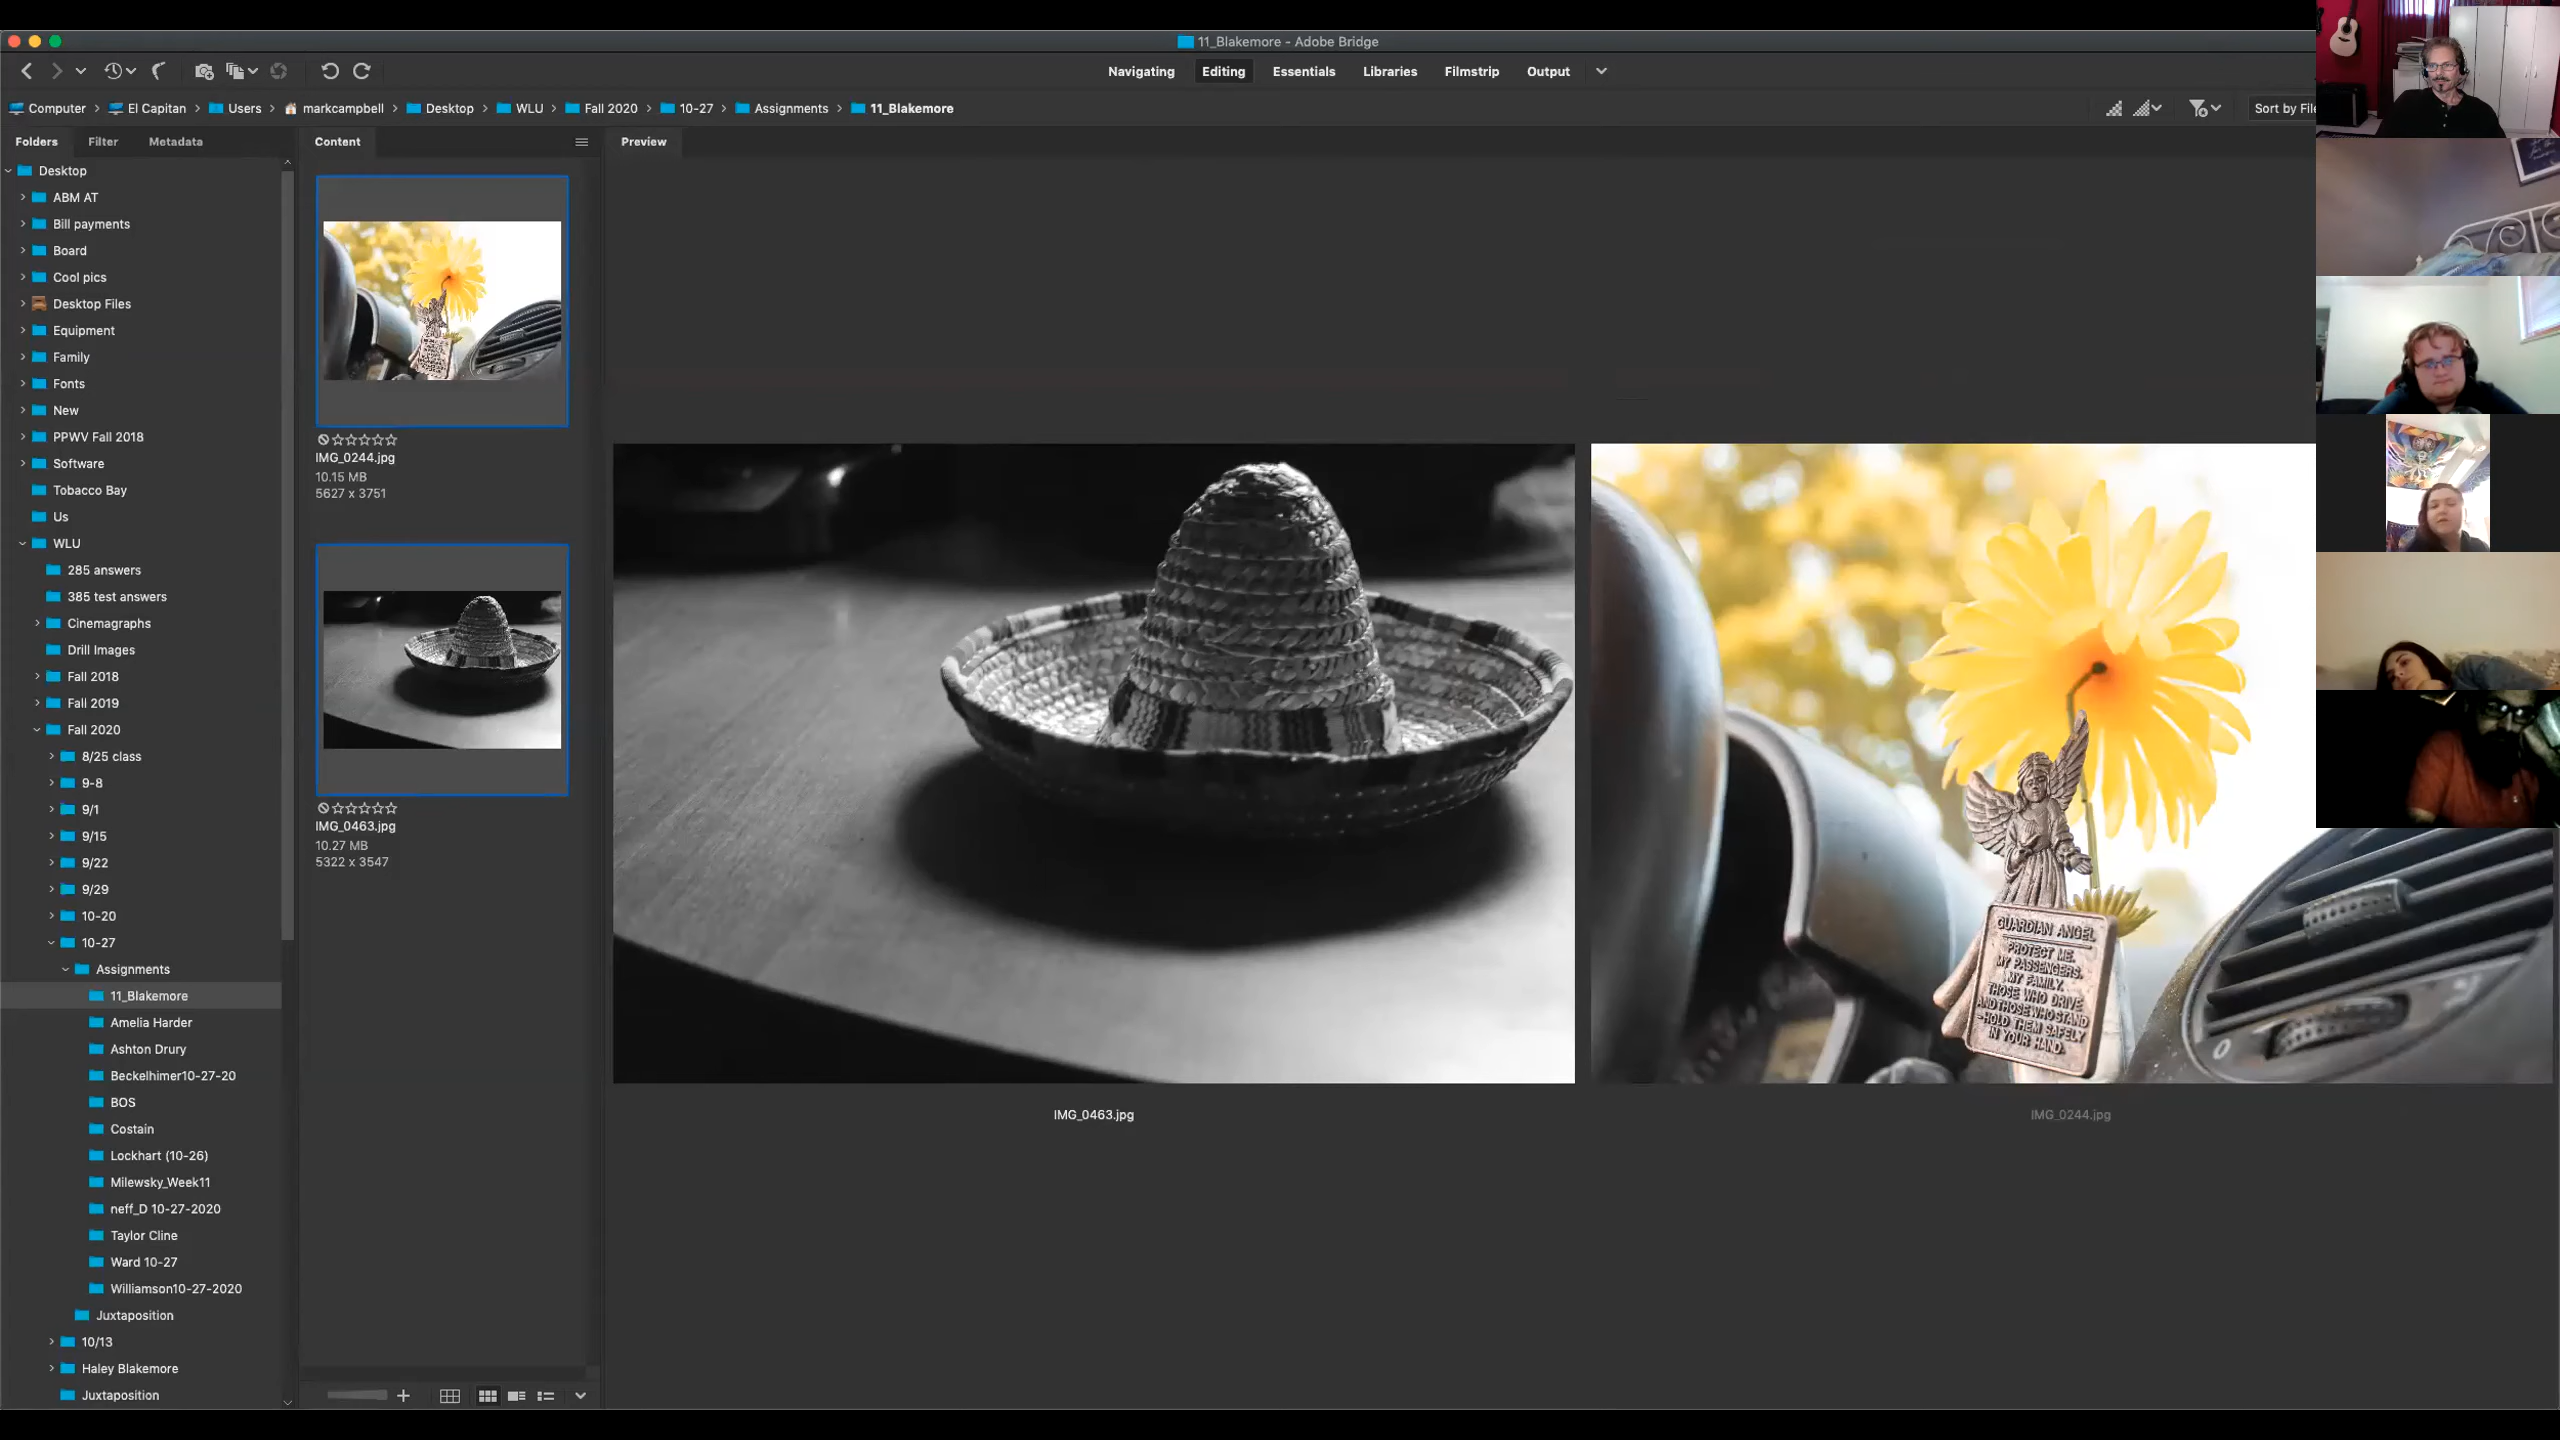 11_Blakemore - Adobe Bridge
Navigating
Editing
Essentials
Libraries
Filmstrip
Output
Computer
El Capitan
Users
markcampbell
Desktop
WLU
Fall 2020
10-27
Assignments
11_Blakemore
Sort by File
Folders
Filter
Metadata
Content
Preview
Desktop
ABM AT
Bill payments
Board
Cool pics
Desktop Files
Equipment
Family
Fonts
New
PPWV Fall 2018
Software
Tobacco Bay
Us
WLU
285 answers
385 test answers
Cinemagraphs
Drill Images
Fall 2018
Fall 2019
Fall 2020
8/25 class
9-8
9/1
9/15
9/22
9/29
10-20
10-27
Assignments
11_Blakemore
Amelia Harder
Ashton Drury
Beckelhimer10-27-20
BOS
Costain
Lockhart (10-26)
Milewsky_Week11
neff_D 10-27-2020
Taylor Cline
Ward 10-27
Williamson10-27-2020
Juxtaposition
10/13
Haley Blakemore
Juxtaposition
IMG_0244.jpg
10.15 MB
5627 x 3751
IMG_0463.jpg
10.27 MB
5322 x 3547
GUARDIAN ANGEL
PROTECT ME,
MY PASSENGERS,
MY FAMILY,
THOSE WHO DRIVE
AND THOSE WHO STAND
-HOLD THEM SAFELY
IN YOUR HAND.
0
IMG_0463.jpg
IMG_0244.jpg